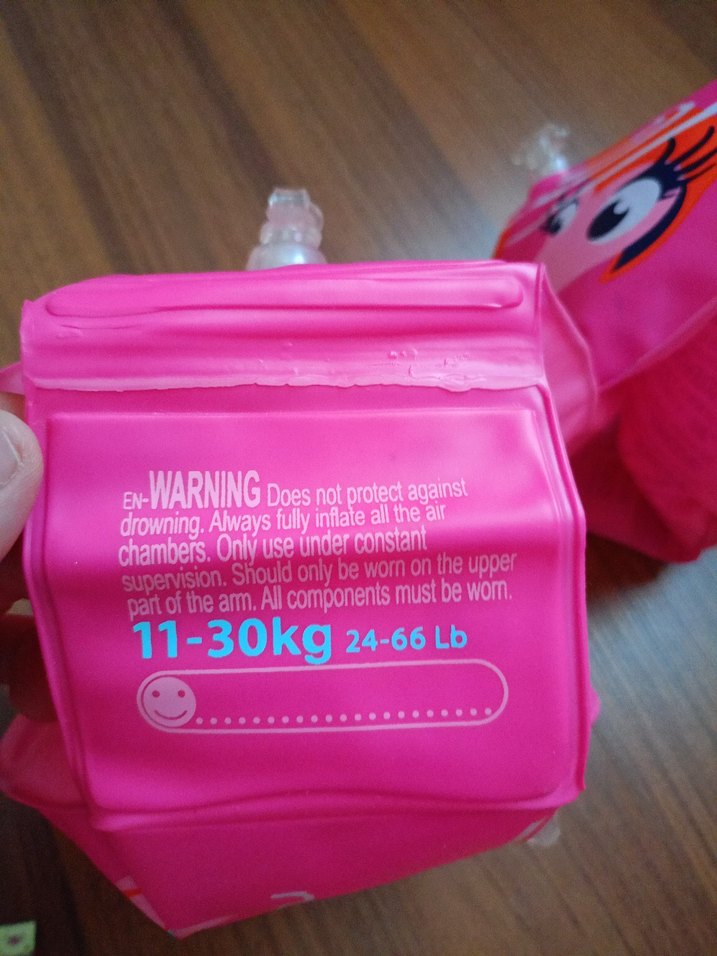 EN-WARNING Does not protect against
drowning. Always fully inflate all the air
chambers. Only use under constant
supervision. Should only be worn on the upper
part of the arm. All components must be worn.
11-30kg 24-66 Lb